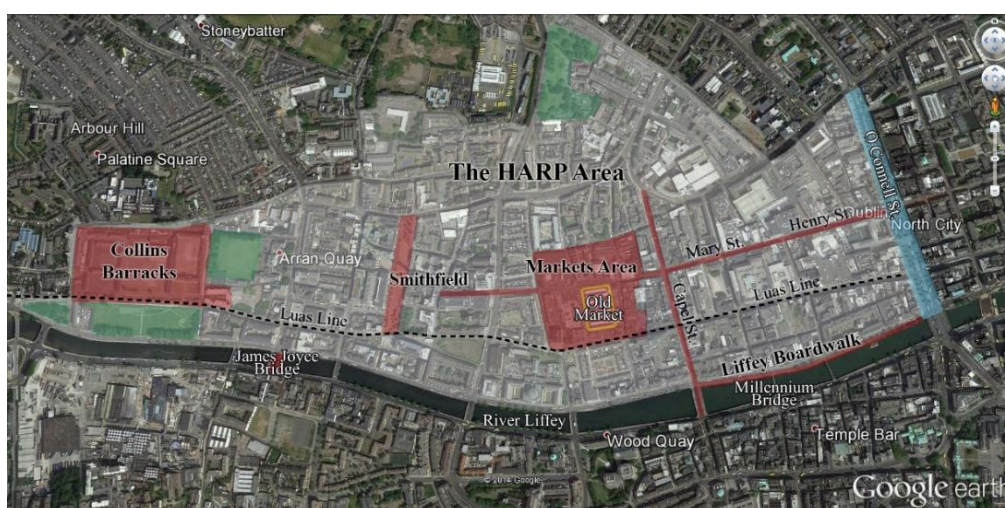 Stoneybatter
Arbour Hill
Palatine Square
The HARP Area
O Connell St.
Dublin
Henry St.
North City
Mary St.
Collins
Barracks
Arran Quay
Smithfield
Markets Area
Old
Market
Capel St.
Luas Line
Luas Line
Liffey Boardwalk
James Joyce
Bridge
Millennium
Bridge
River Liffey
Wood Quay
Temple Bar
© 2014 Google
Google earth